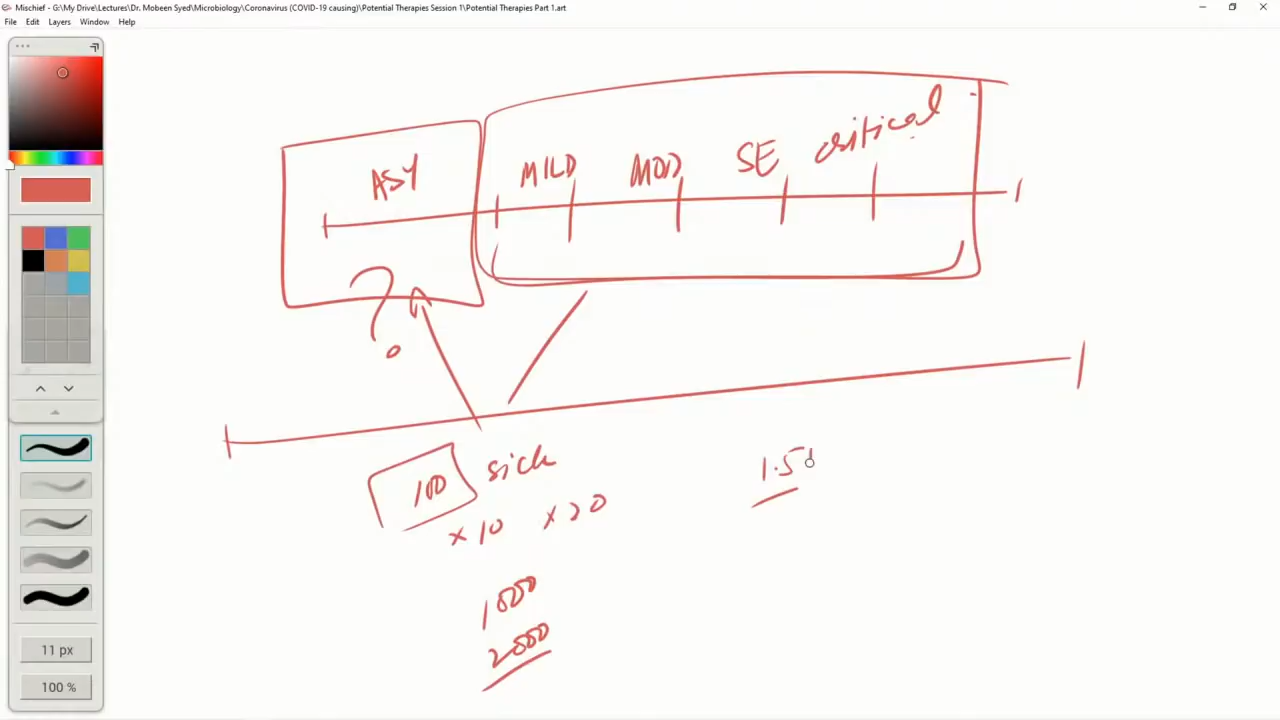 Mischief - G:\My Drive\Lectures\Dr. Mobeen Syed\Microbiology\Coronavirus (COVID-19 causing)\Potential Therapies Session 1\Potential Therapies Part 1.art
File Edit Layers Window Help
ASY MILD MOD SE critical
?
100 sick
x 10 x 20
1000
2000
1.5
11 px
100 %